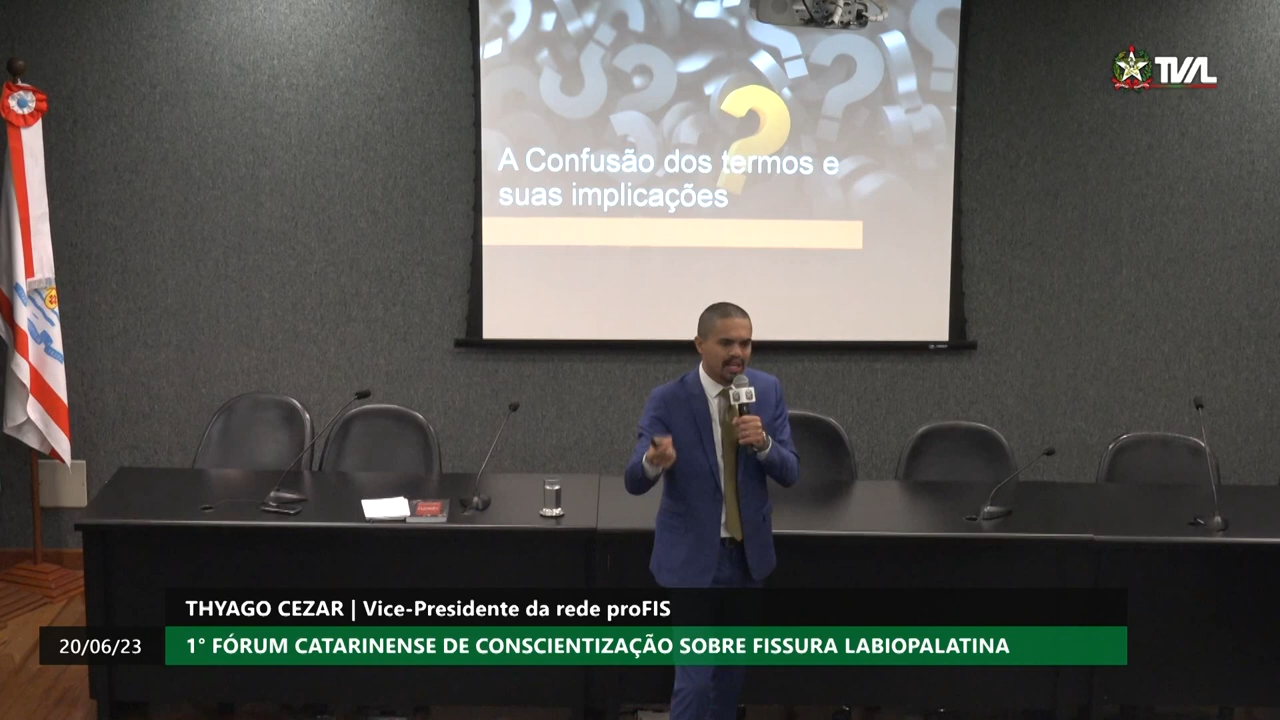 TVAL
A Confusão dos termos e
suas implicações
THYAGO CEZAR | Vice-Presidente da rede proFIS
20/06/23
1° FÓRUM CATARINENSE DE CONSCIENTIZAÇÃO SOBRE FISSURA LABIOPALATINA